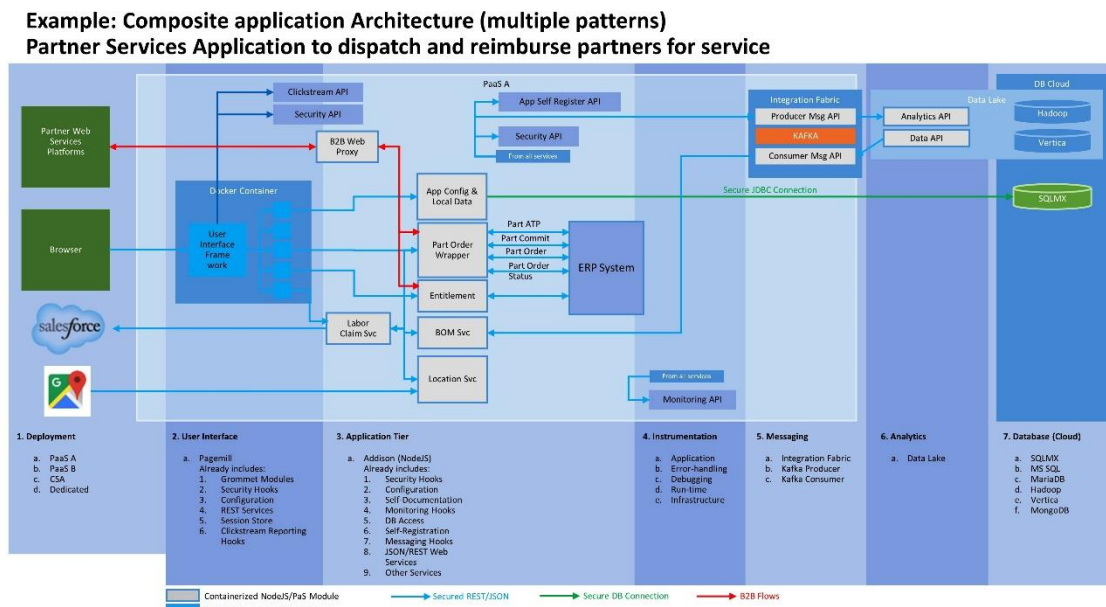 Example: Composite application Architecture (multiple patterns)
Partner Services Application to dispatch and reimburse partners for service
PaaS A
DB Cloud
Clickstream API
Security API
App Self Register API
Security API
From all services
Integration Fabric
Producer Msg API
KAFKA
Consumer Msg API
Data Lake
Analytics API
Data API
Hadoop
Vertica
Partner Web
Services
Platforms
B2B Web
Proxy
Docker Container
User
Interface
Frame
work
App Config &
Local Data
Secure JDBC Connection
SQLMX
Browser
Part Order
Wrapper
Part ATP
Part Commit
Part Order
Part Order
Status
ERP System
Entitlement
salesforce
Labor
Claim Svc
BOM Svc
G
Location Svc
From all services
Monitoring API
1. Deployment
a. PaaS A
b. PaaS B
c. CSA
d. Dedicated
2. User Interface
a. Pagemill
Already includes:
1. Grommet Modules
2. Security Hooks
3. Configuration
4. REST Services
5. Session Store
6. Clickstream Reporting
Hooks
3. Application Tier
a. Addison (NodeJS)
Already includes:
1. Security Hooks
2. Configuration
3. Self-Documentation
4. Monitoring Hooks
5. DB Access
6. Self-Registration
7. Messaging Hooks
8. JSON/REST Web
Services
9. Other Services
4. Instrumentation
a. Application
b. Error-handling
c. Debugging
d. Run-time
e. Infrastructure
5. Messaging
a. Integration Fabric
b. Kafka Producer
c. Kafka Consumer
6. Analytics
a. Data Lake
7. Database (Cloud)
a. SQLMX
b. MS SQL
c. MariaDB
d. Hadoop
e. Vertica
f. MongoDB
Containerized NodeJS/PaS Module
Secured REST/JSON
Secure DB Connection
B2B Flows